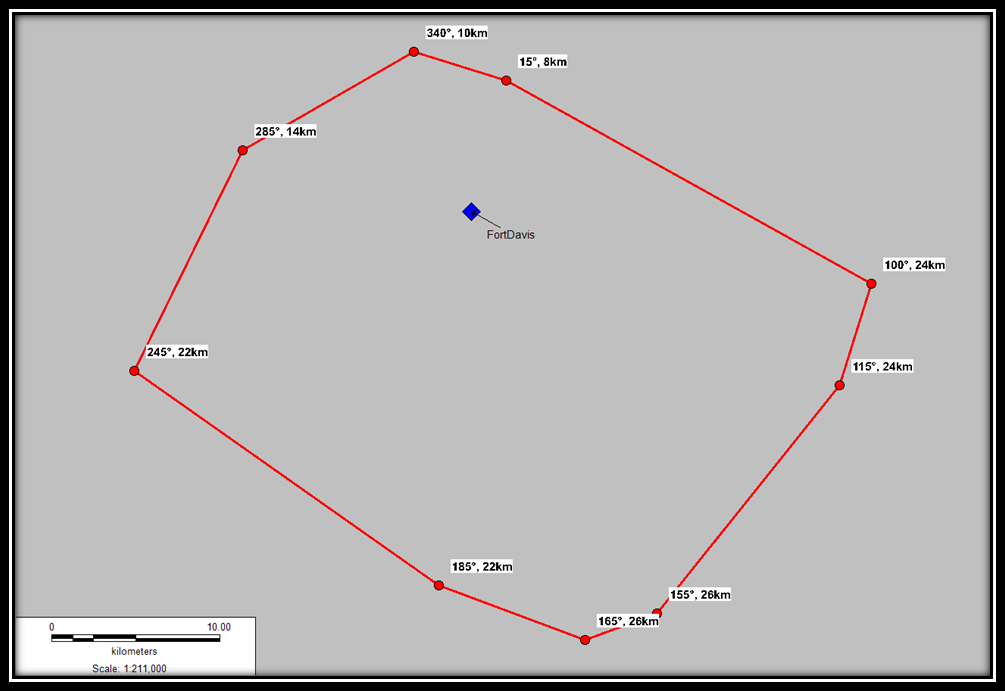 340°, 10km
15°, 8km
285°, 14km
FortDavis
100°, 24km
245°, 22km
115°, 24km
185°, 22km
155°, 26km
165°, 26km
0 10.00
kilometers
Scale: 1:211,000